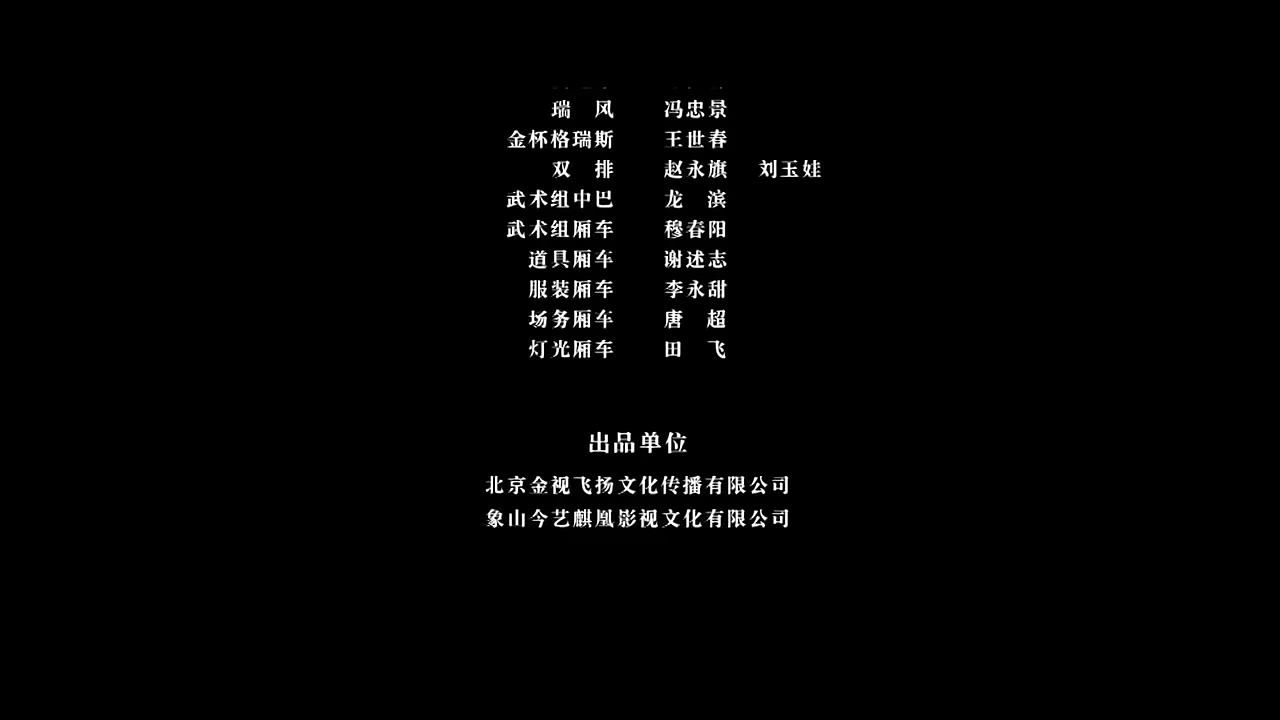 瑞 风 冯忠景
金杯格瑞斯 王世春
双 排 赵永旗 刘玉娃
武术组中巴 龙 滨
武术组厢车 穆春阳
道具厢车 谢述志
服装厢车 李永甜
场务厢车 唐 超
灯光厢车 田 飞
出品单位
北京金视飞扬文化传播有限公司
象山今艺麒凰影视文化有限公司